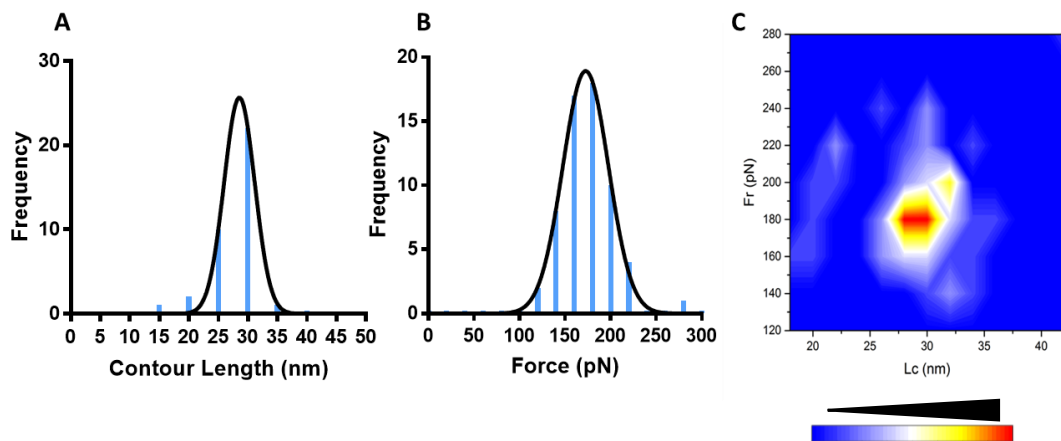 A
30
20
10
0
Frequency
0 5 10 15 20 25 30 35 40 45 50
Contour Length (nm)
B
20
15
10
5
0
Frequency
0 50 100 150 200 250 300
Force (pN)
C
280
260
240
220
200
180
160
140
120
Fr (pN)
20 25 30 35 40
Lc (nm)